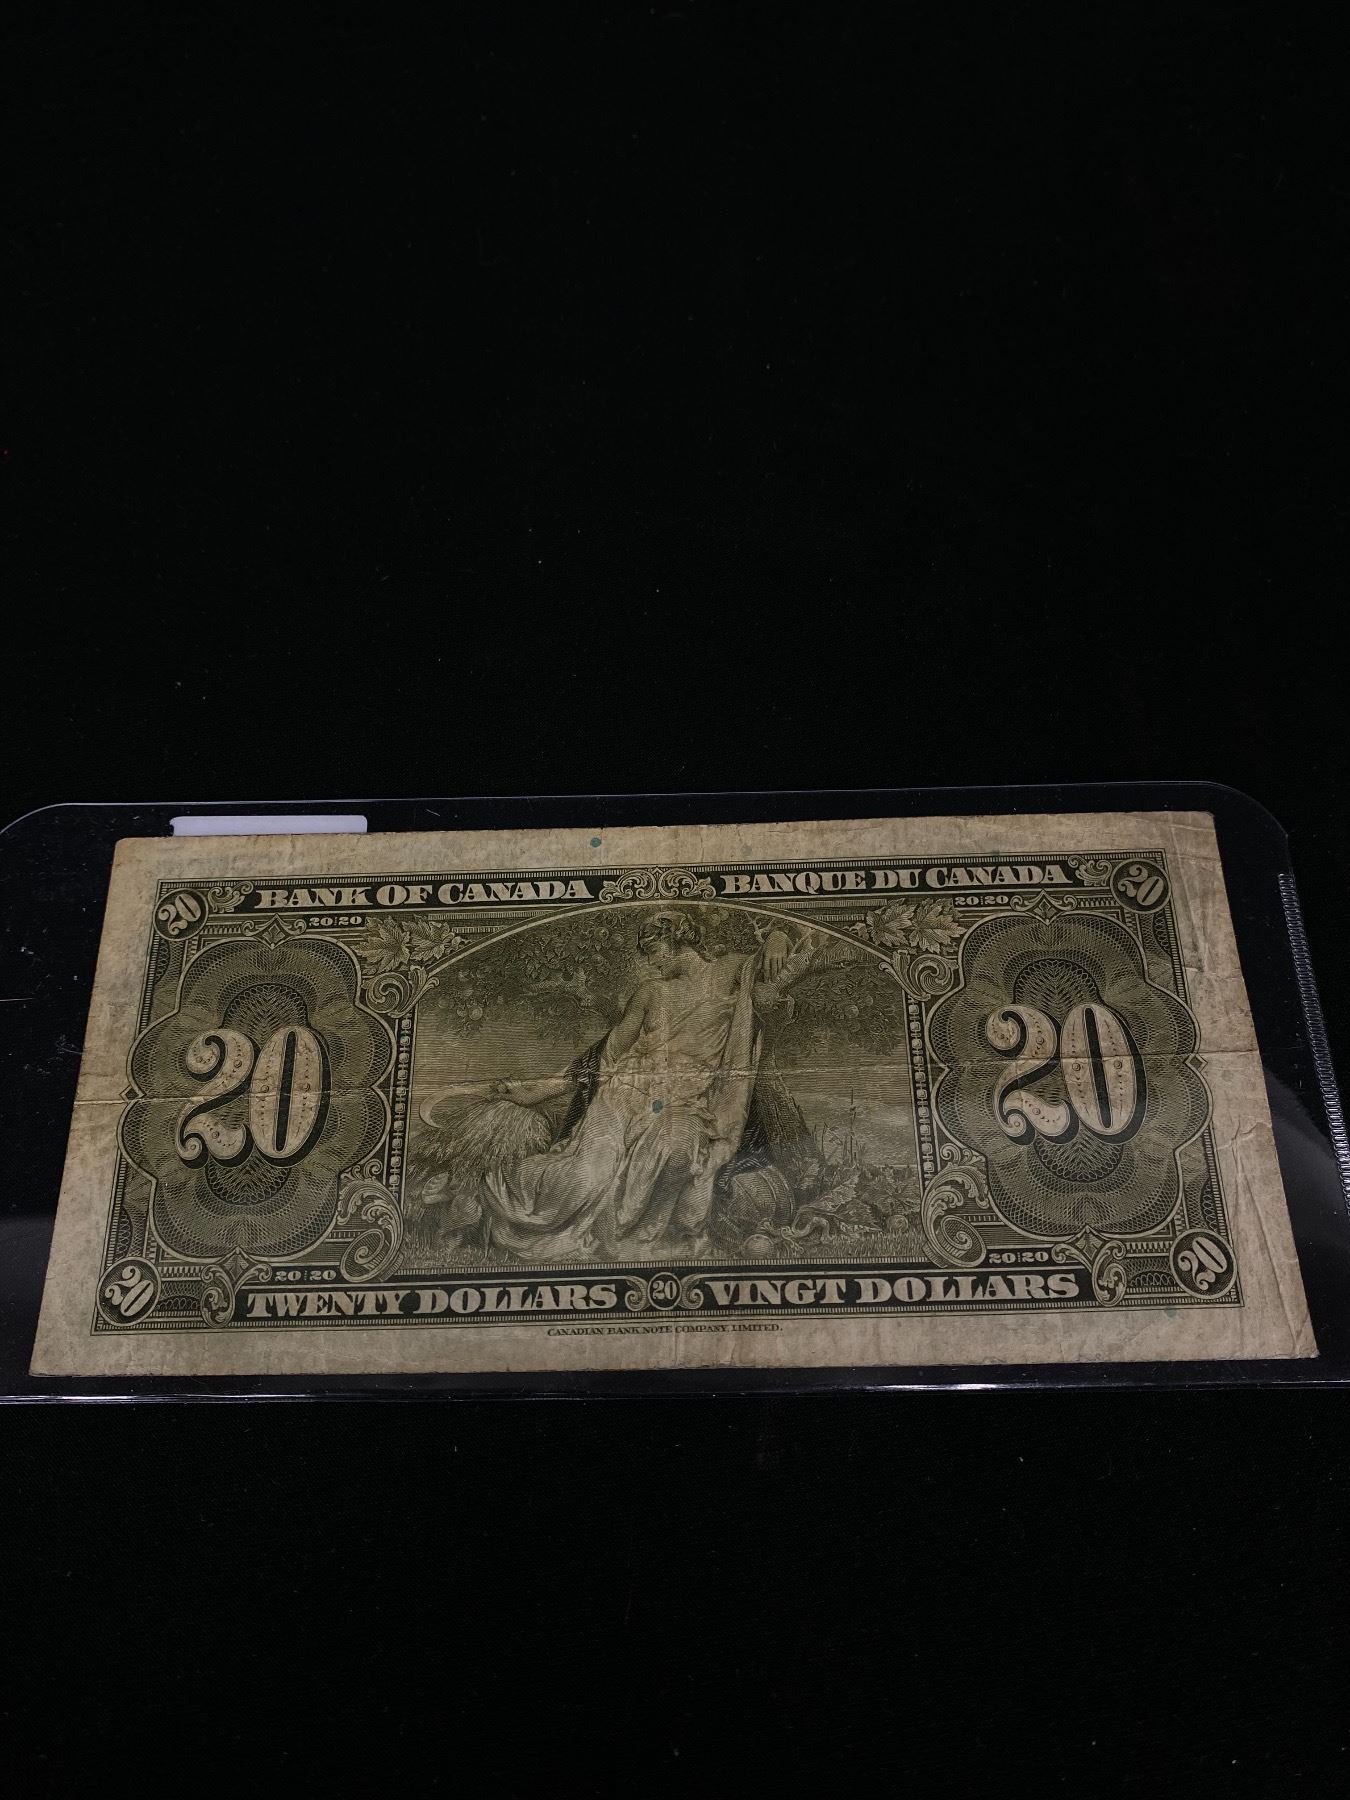 BANK OF CANADA BANQUE DU CANADA
20 20
20 20 20 20
20 20
20 20 20 20
20 20
TWENTY DOLLARS 20 VINGT DOLLARS
CANADIAN BANK NOTE COMPANY, LIMITED.